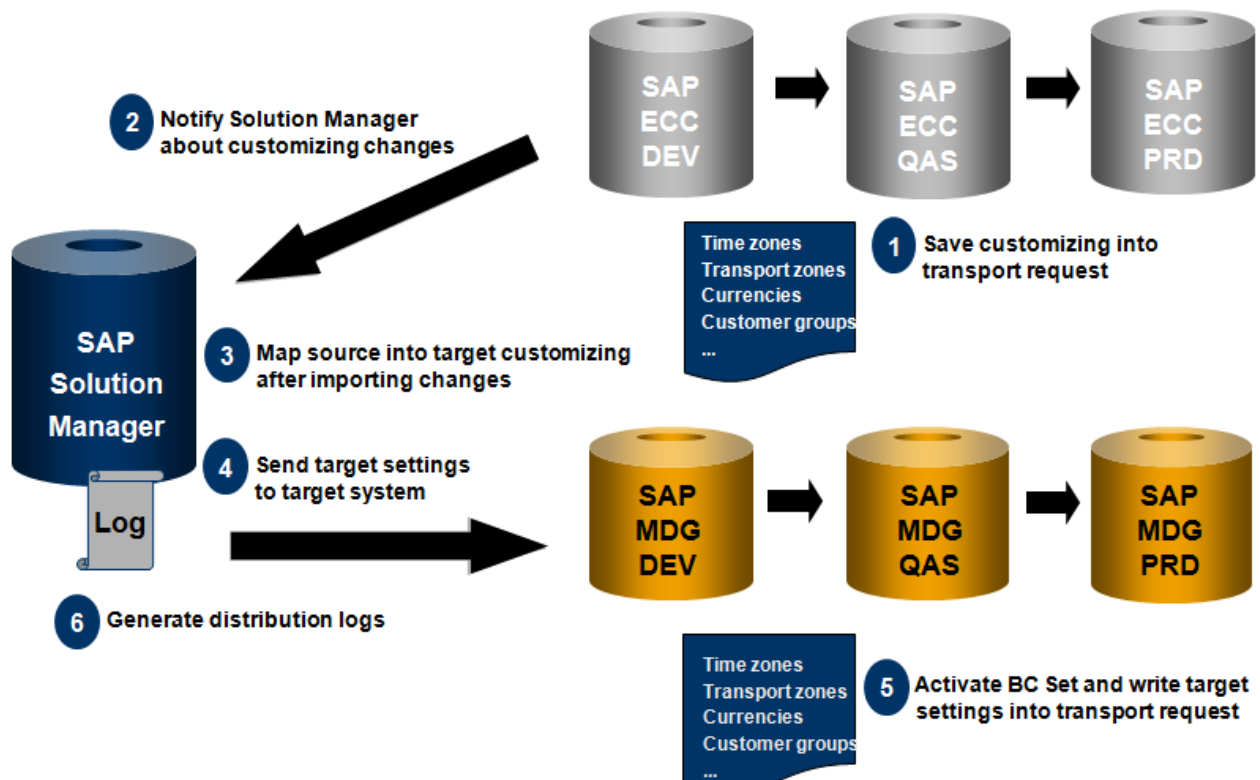 SAP
ECC
DEV
SAP
ECC
QAS
SAP
ECC
PRD
2
Notify Solution Manager
about customizing changes
Time zones
Transport zones
Currencies
Customer groups
...
1
Save customizing into
transport request
SAP
Solution
Manager
Log
3
Map source into target customizing
after importing changes
4
Send target settings
to target system
SAP
MDG
DEV
SAP
MDG
QAS
SAP
MDG
PRD
6
Generate distribution logs
Time zones
Transport zones
Currencies
Customer groups
...
5
Activate BC Set and write target
settings into transport request